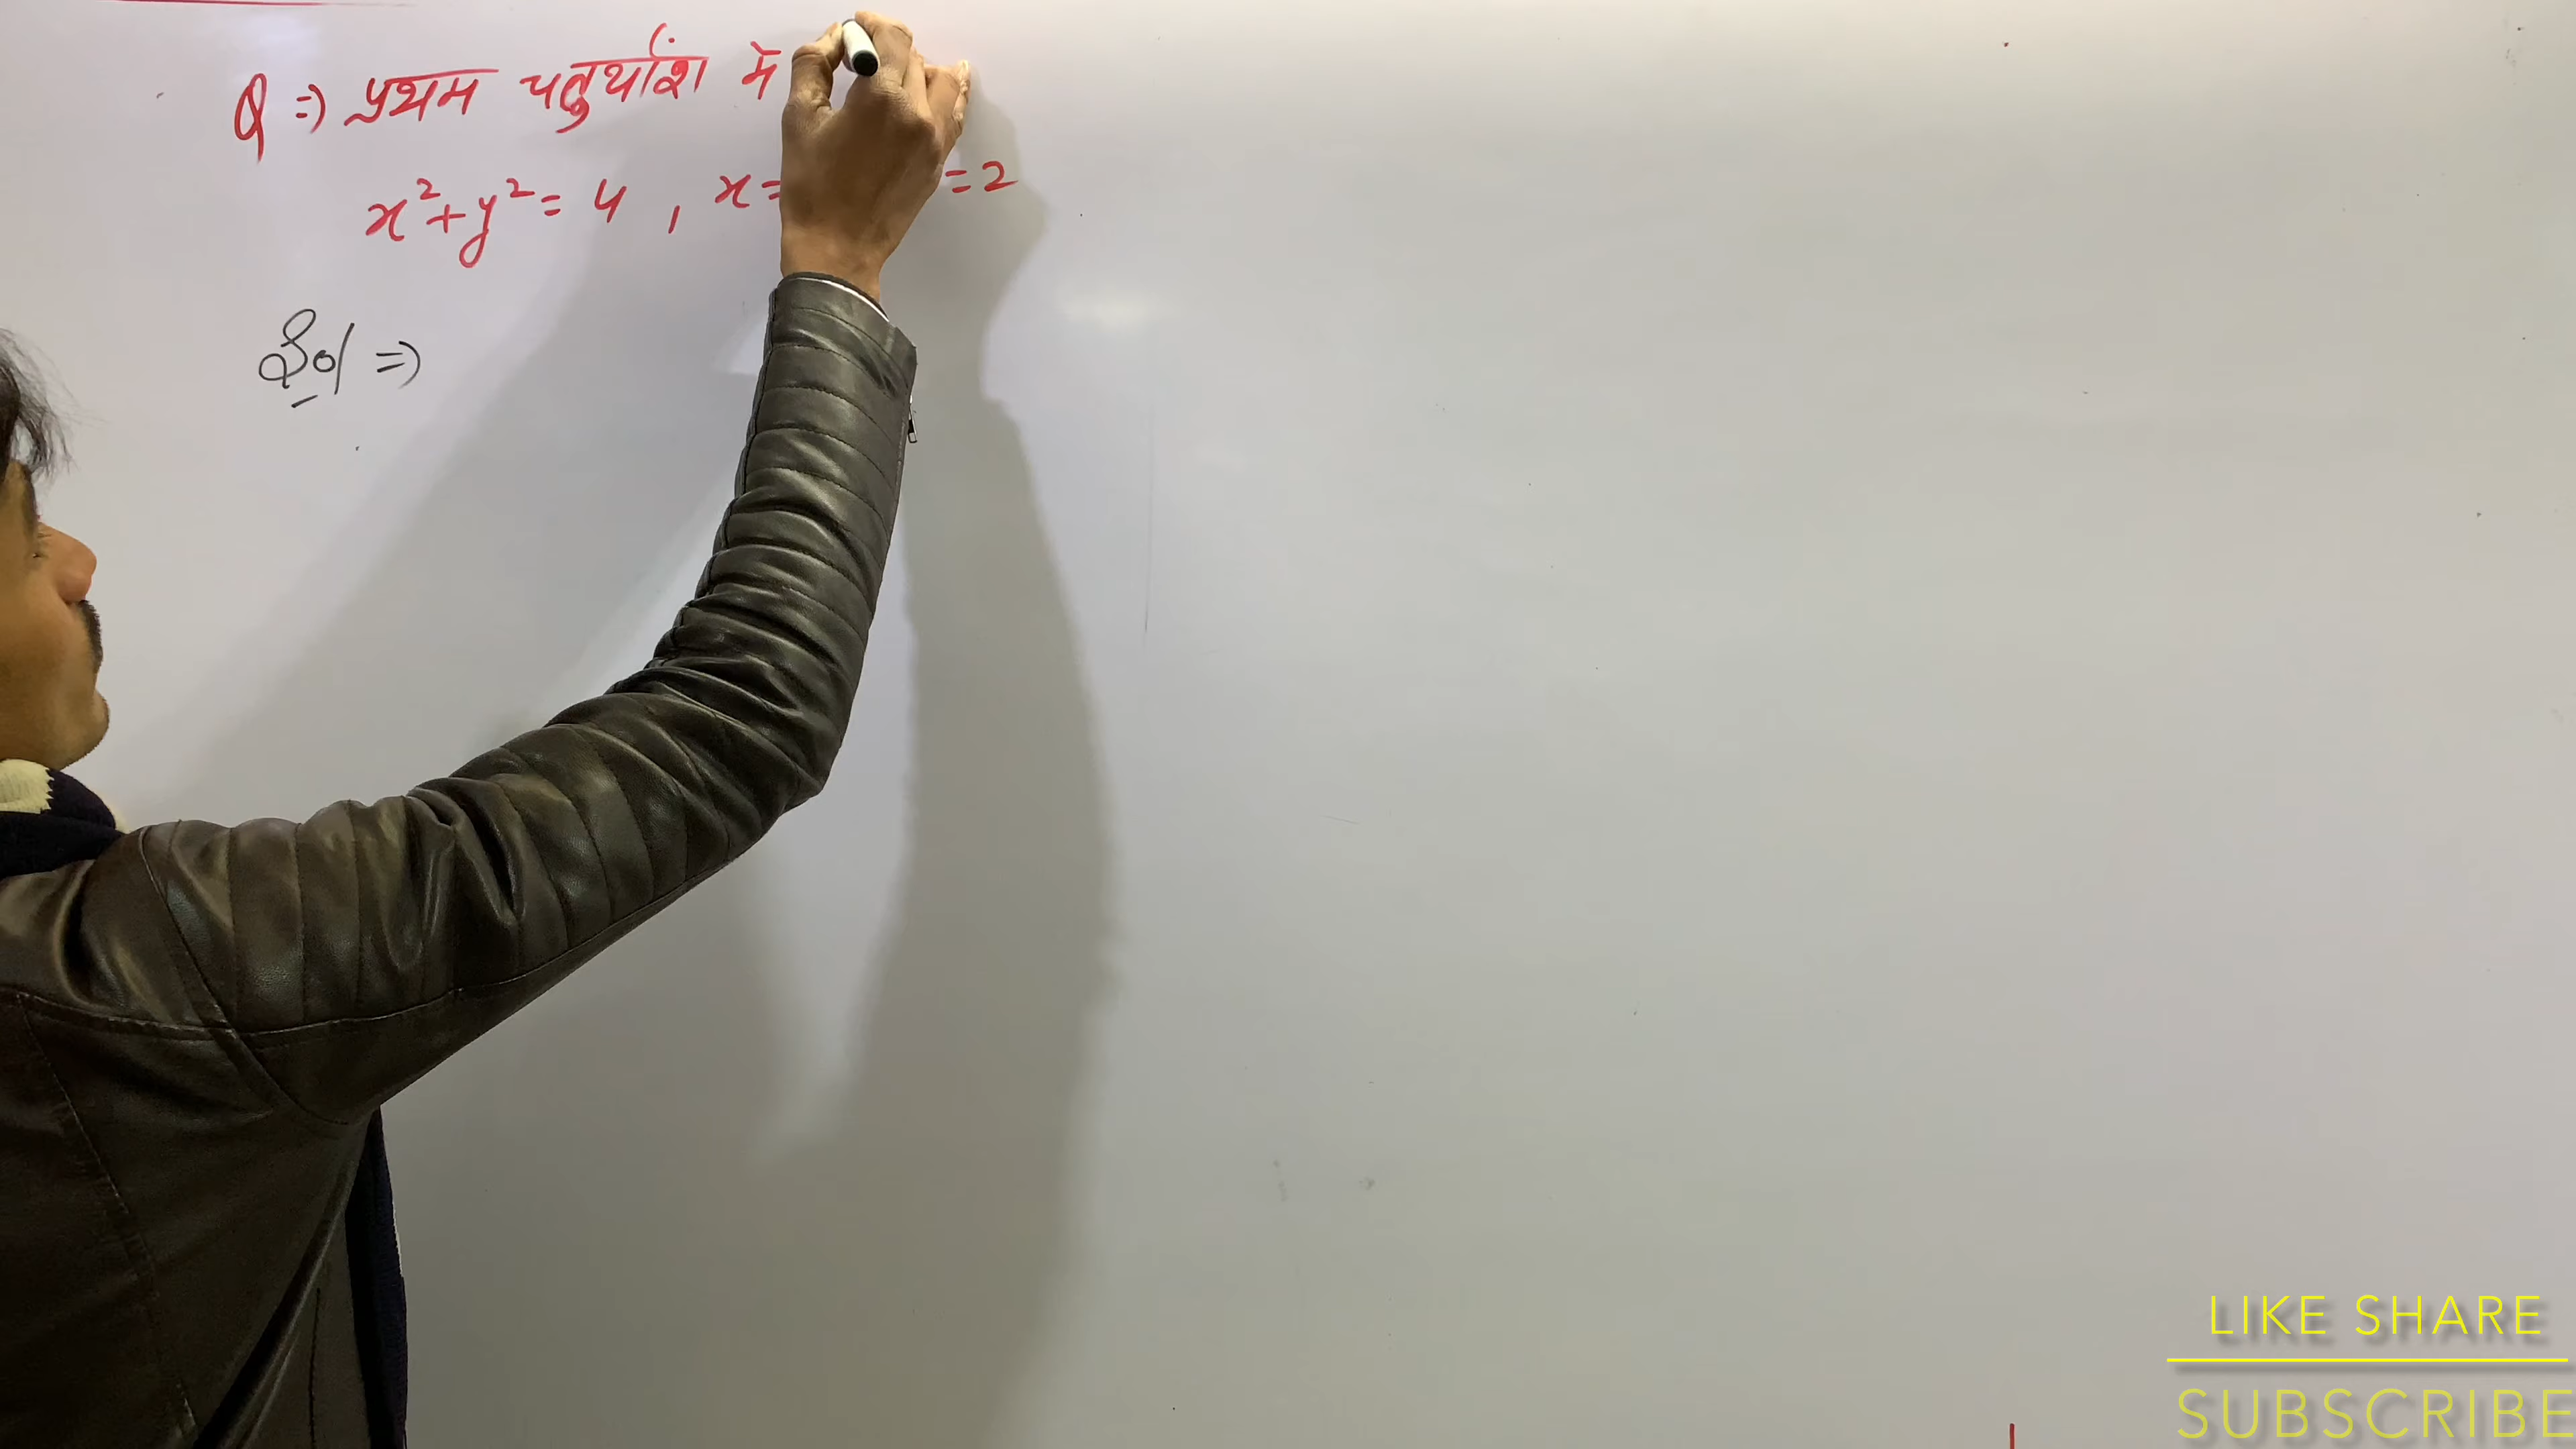 Q ⇒ प्रथम चतुर्थांश में
x² + y² = 4 , x = = 2
Sol ⇒
LIKE SHARE
SUBSCRIBE